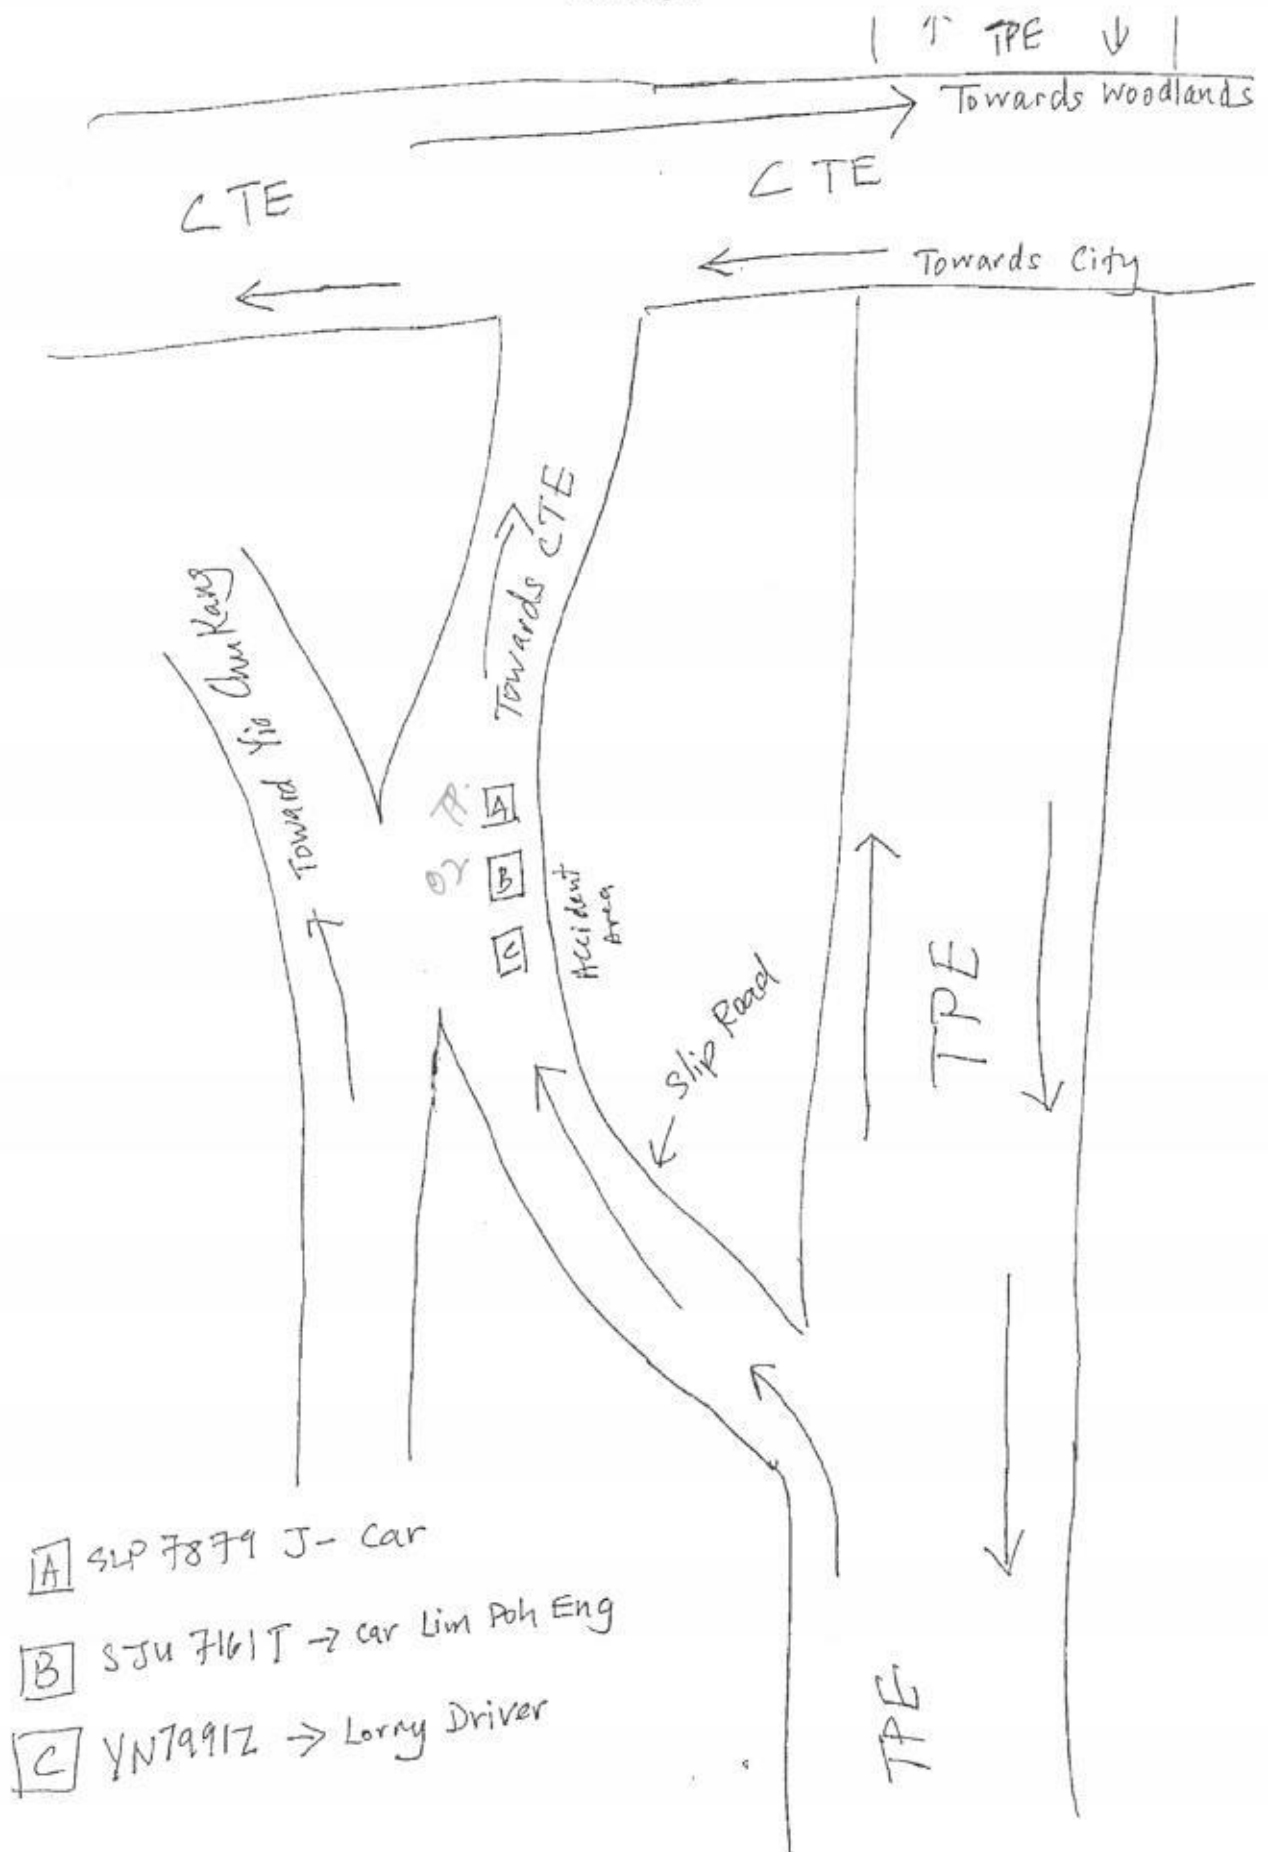 ↑ TPE ↓
Towards Woodlands
CTE
CTE
Towards City
Towards CTE
Toward Yio Chu Kang
A
B
C
Accident
Area
Slip Road
TPE
TPE
A SLP 7879 J - Car
B SJU 7161T → Car Lim Poh Eng
C YN7991Z → Lorry Driver